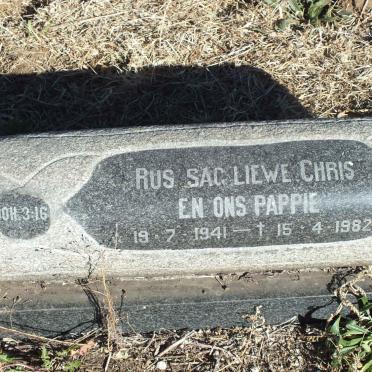 JOH. 3-16
RUS SAG LIEWE CHRIS
EN ONS PAPPIE
19 · 7 · 1941 — † 15 · 4 · 1982